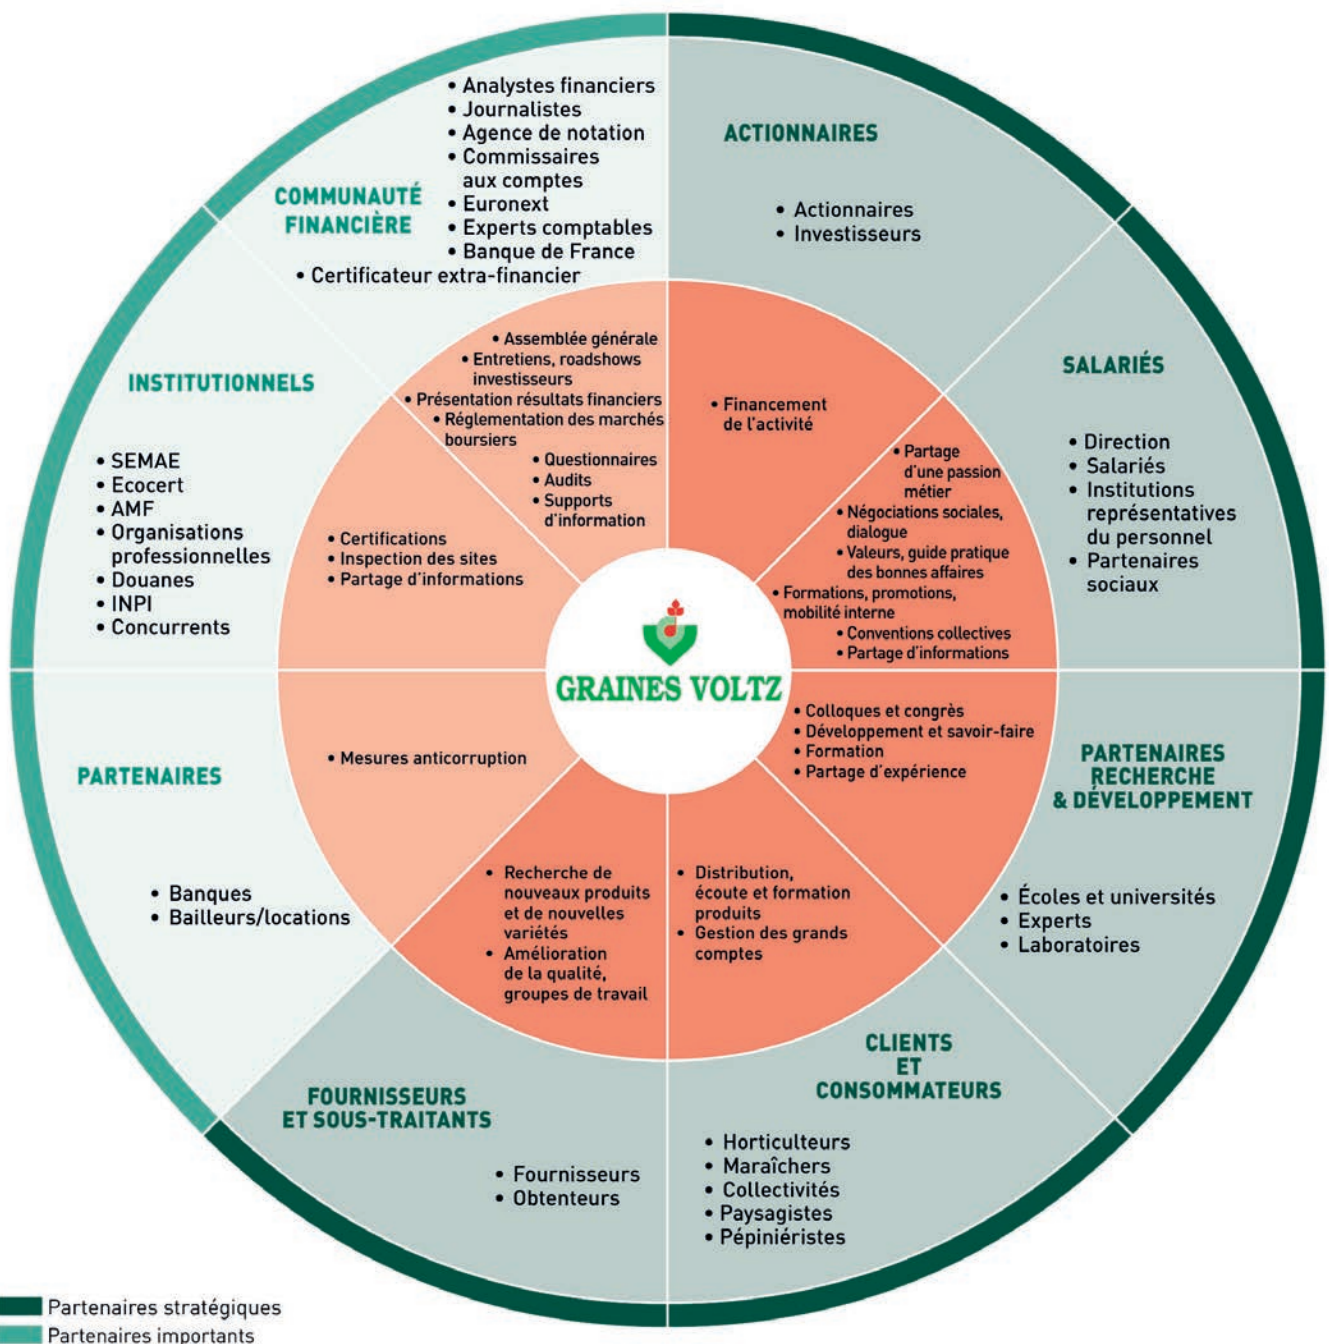 COMMUNAUTÉ
FINANCIÈRE
• Analystes financiers
• Journalistes
• Agence de notation
• Commissaires
aux comptes
• Euronext
• Experts comptables
• Banque de France
• Certificateur extra-financier
• Assemblée générale
• Entretiens, roadshows
investisseurs
• Présentation résultats financiers
• Réglementation des marchés
boursiers
• Questionnaires
• Audits
• Supports
d'information
ACTIONNAIRES
• Actionnaires
• Investisseurs
• Financement
de l'activité
SALARIÉS
• Direction
• Salariés
• Institutions
représentatives
du personnel
• Partenaires
sociaux
• Partage
d'une passion
métier
• Négociations sociales,
dialogue
• Valeurs, guide pratique
des bonnes affaires
• Formations, promotions,
mobilité interne
• Conventions collectives
• Partage d'informations
INSTITUTIONNELS
• SEMAE
• Ecocert
• AMF
• Organisations
professionnelles
• Douanes
• INPI
• Concurrents
• Certifications
• Inspection des sites
• Partage d'informations
GRAINES VOLTZ
PARTENAIRES
• Banques
• Bailleurs/locations
• Mesures anticorruption
PARTENAIRES
RECHERCHE
& DÉVELOPPEMENT
• Écoles et universités
• Experts
• Laboratoires
• Colloques et congrès
• Développement et savoir-faire
• Formation
• Partage d'expérience
• Recherche de
nouveaux produits
et de nouvelles
variétés
• Amélioration
de la qualité,
groupes de travail
FOURNISSEURS
ET SOUS-TRAITANTS
• Fournisseurs
• Obtenteurs
• Distribution,
écoute et formation
produits
• Gestion des grands
comptes
CLIENTS
ET
CONSOMMATEURS
• Horticulteurs
• Maraîchers
• Collectivités
• Paysagistes
• Pépiniéristes
Partenaires stratégiques
Partenaires importants